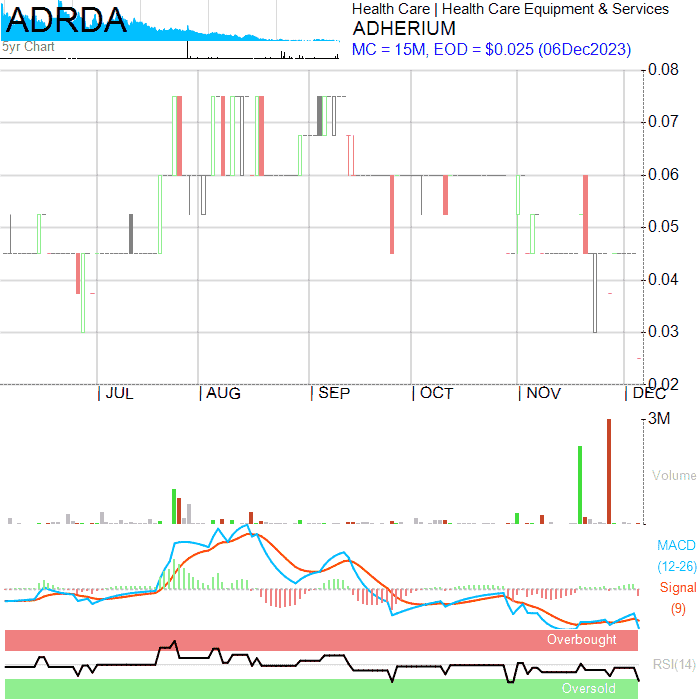 ADRDA
5yr Chart
Health Care | Health Care Equipment & Services
ADHERIUM
MC = 15M, EOD = $0.025 (06Dec2023)
0.08
0.07
0.06
0.05
0.04
0.03
0.02
| JUL
| AUG
| SEP
| OCT
| NOV
| DEC
3M
Volume
MACD
(12-26)
Signal
(9)
Overbought
RSI(14)
Oversold